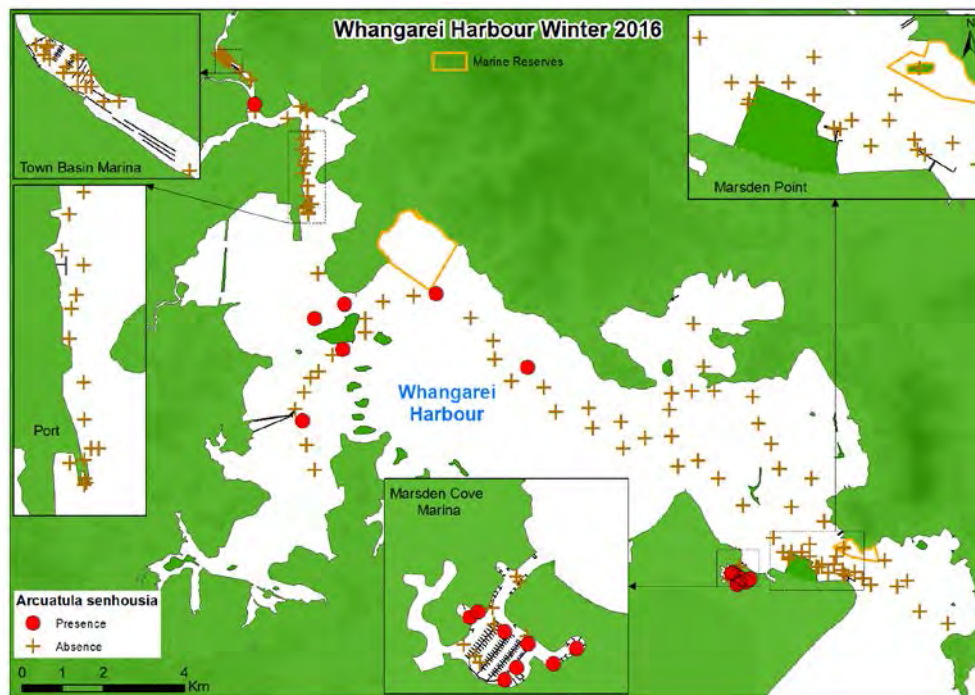 Whangarei Harbour Winter 2016
Marine Reserves
N
Town Basin Marina
Marsden Point
Port
Whangarei
Harbour
Marsden Cove
Marina
Arcuatula senhousia
Presence
Absence
0 1 2 4
Km